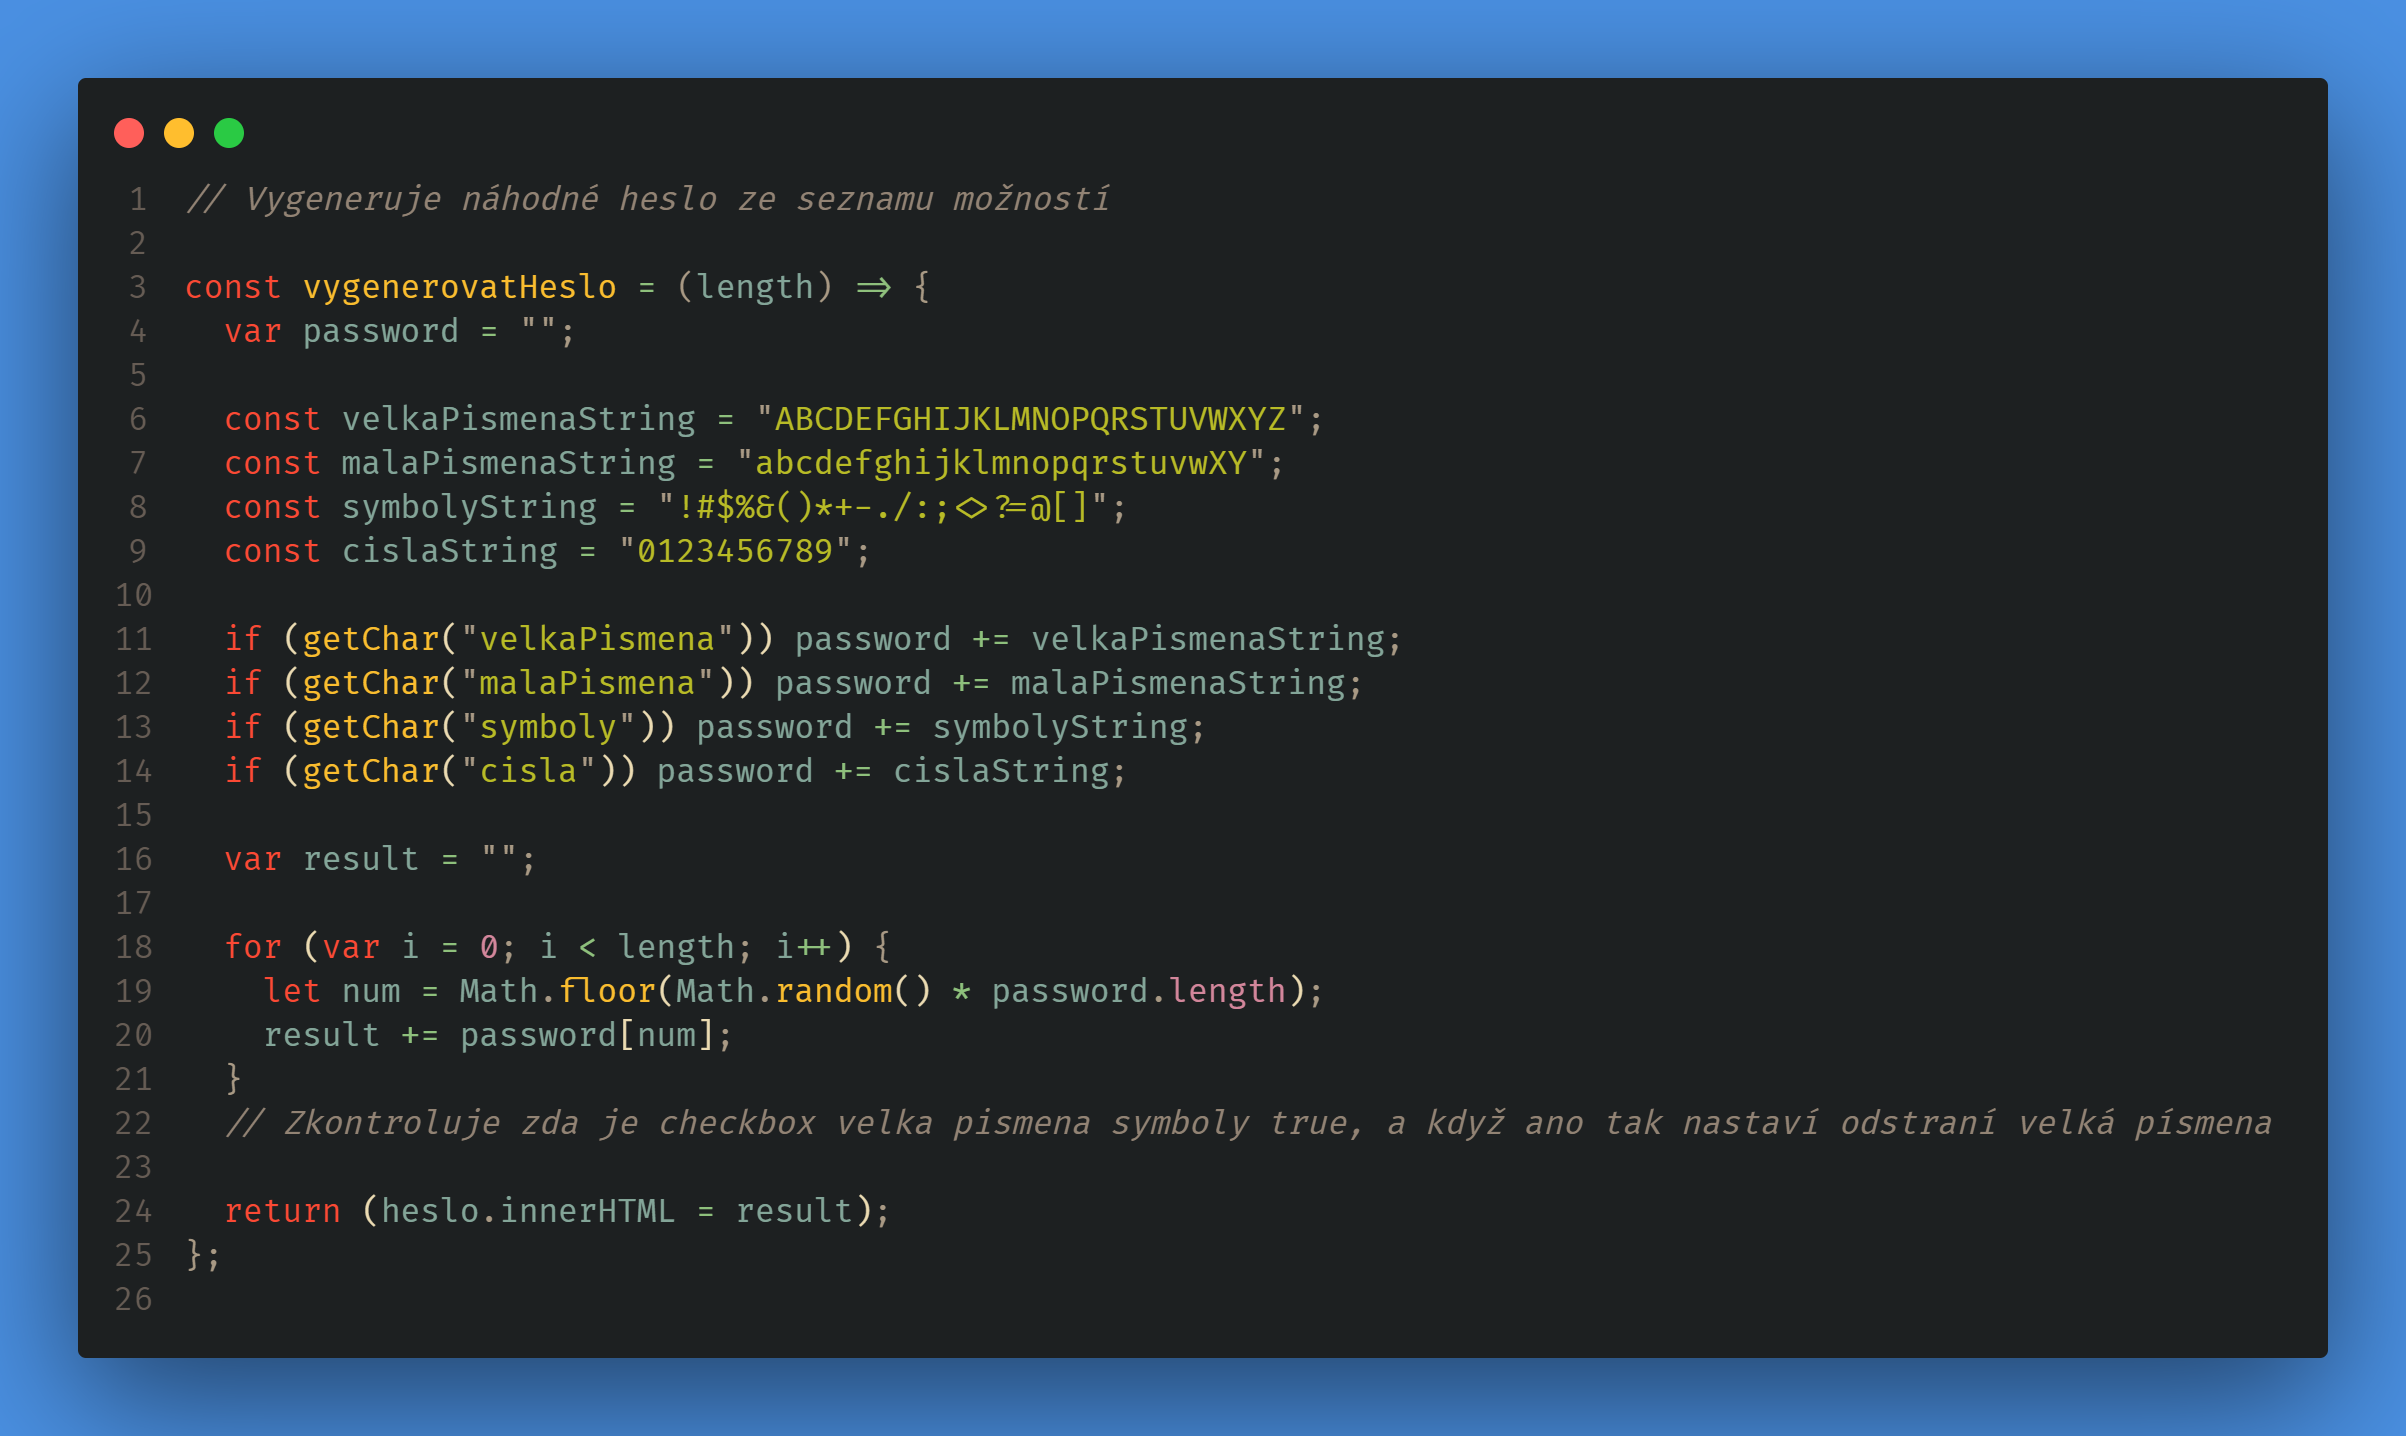 1 // Vygeneruje náhodné heslo ze seznamu možností
2
3 const vygenerovatHeslo = (length) => {
4 var password = "";
5
6 const velkaPismenaString = "ABCDEFGHIJKLMNOPQRSTUVWXYZ";
7 const malaPismenaString = "abcdefghijklmnopqrstuvwXY";
8 const symbolyString = "!#$%&()*+-./:;<>?=@[]";
9 const cislaString = "0123456789";
10
11 if (getChar("velkaPismena")) password += velkaPismenaString;
12 if (getChar("malaPismena")) password += malaPismenaString;
13 if (getChar("symboly")) password += symbolyString;
14 if (getChar("cisla")) password += cislaString;
15
16 var result = "";
17
18 for (var i = 0; i < length; i++) {
19 let num = Math.floor(Math.random() * password.length);
20 result += password[num];
21 }
22 // Zkontroluje zda je checkbox velka pismena symboly true, a když ano tak nastaví odstraní velká písmena
23
24 return (heslo.innerHTML = result);
25 };
26